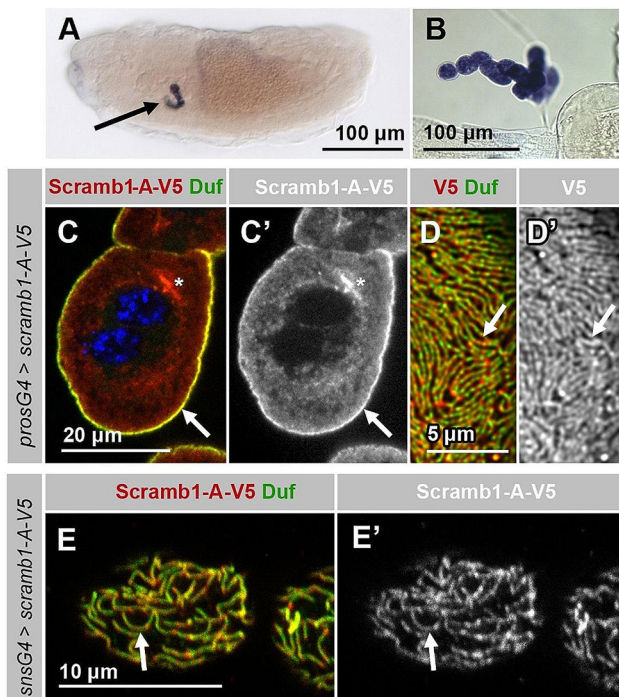 A
B
100 µm
100 µm
Scramb1-A-V5 Duf
Scramb1-A-V5
V5 Duf
V5
prosG4 > scramb1-A-V5
C
C'
D
D'
*
*
20 µm
5 µm
Scramb1-A-V5 Duf
Scramb1-A-V5
snsG4 > scramb1-A-V5
E
E'
10 µm